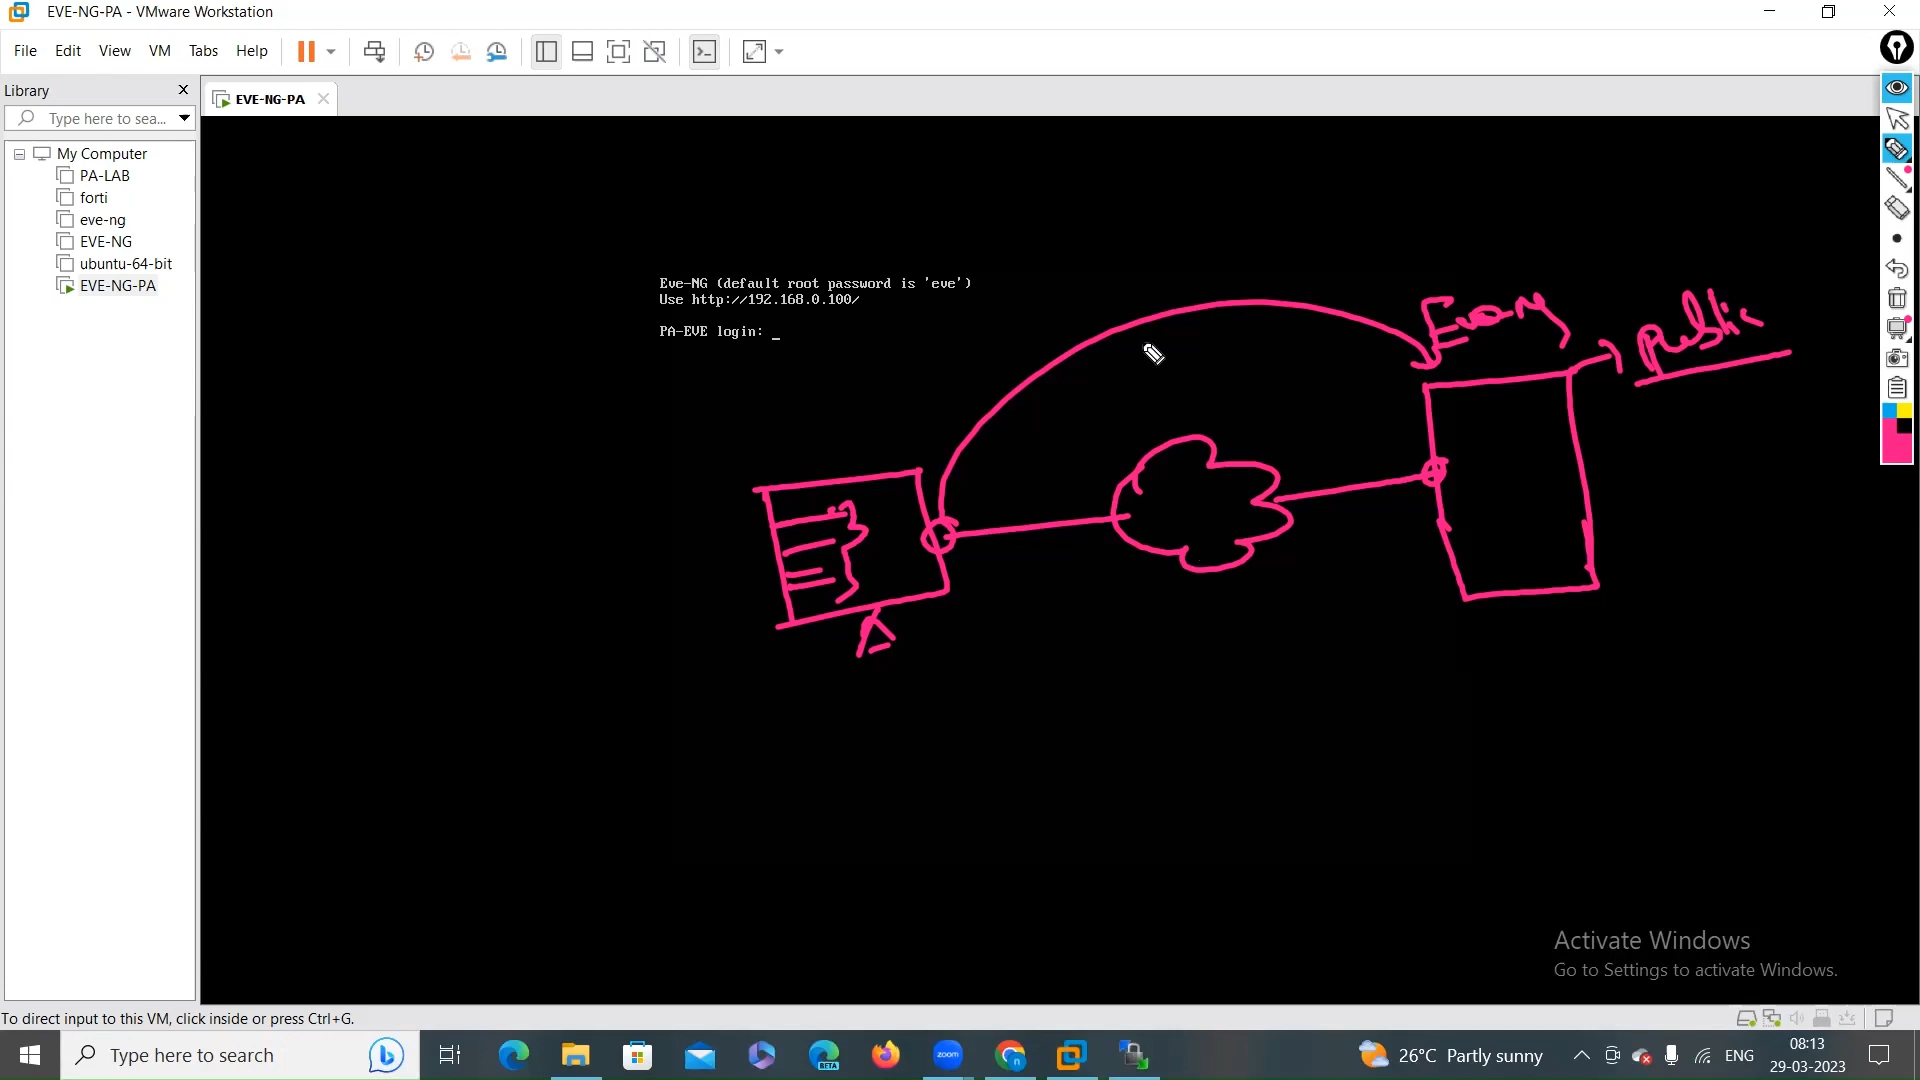 EVE-NG-PA - VMware Workstation
File Edit View VM Tabs Help
Library
EVE-NG-PA
Type here to sea...
My Computer
PA-LAB
forti
eve-ng
EVE-NG
ubuntu-64-bit
EVE-NG-PA
Eve-NG (default root password is 'eve')
Use http://192.168.0.100/
PA-EVE login: _
public
A
Activate Windows
Go to Settings to activate Windows.
To direct input to this VM, click inside or press Ctrl+G.
Type here to search
BETA
zoom
26°C Partly sunny
ENG
08:13
29-03-2023